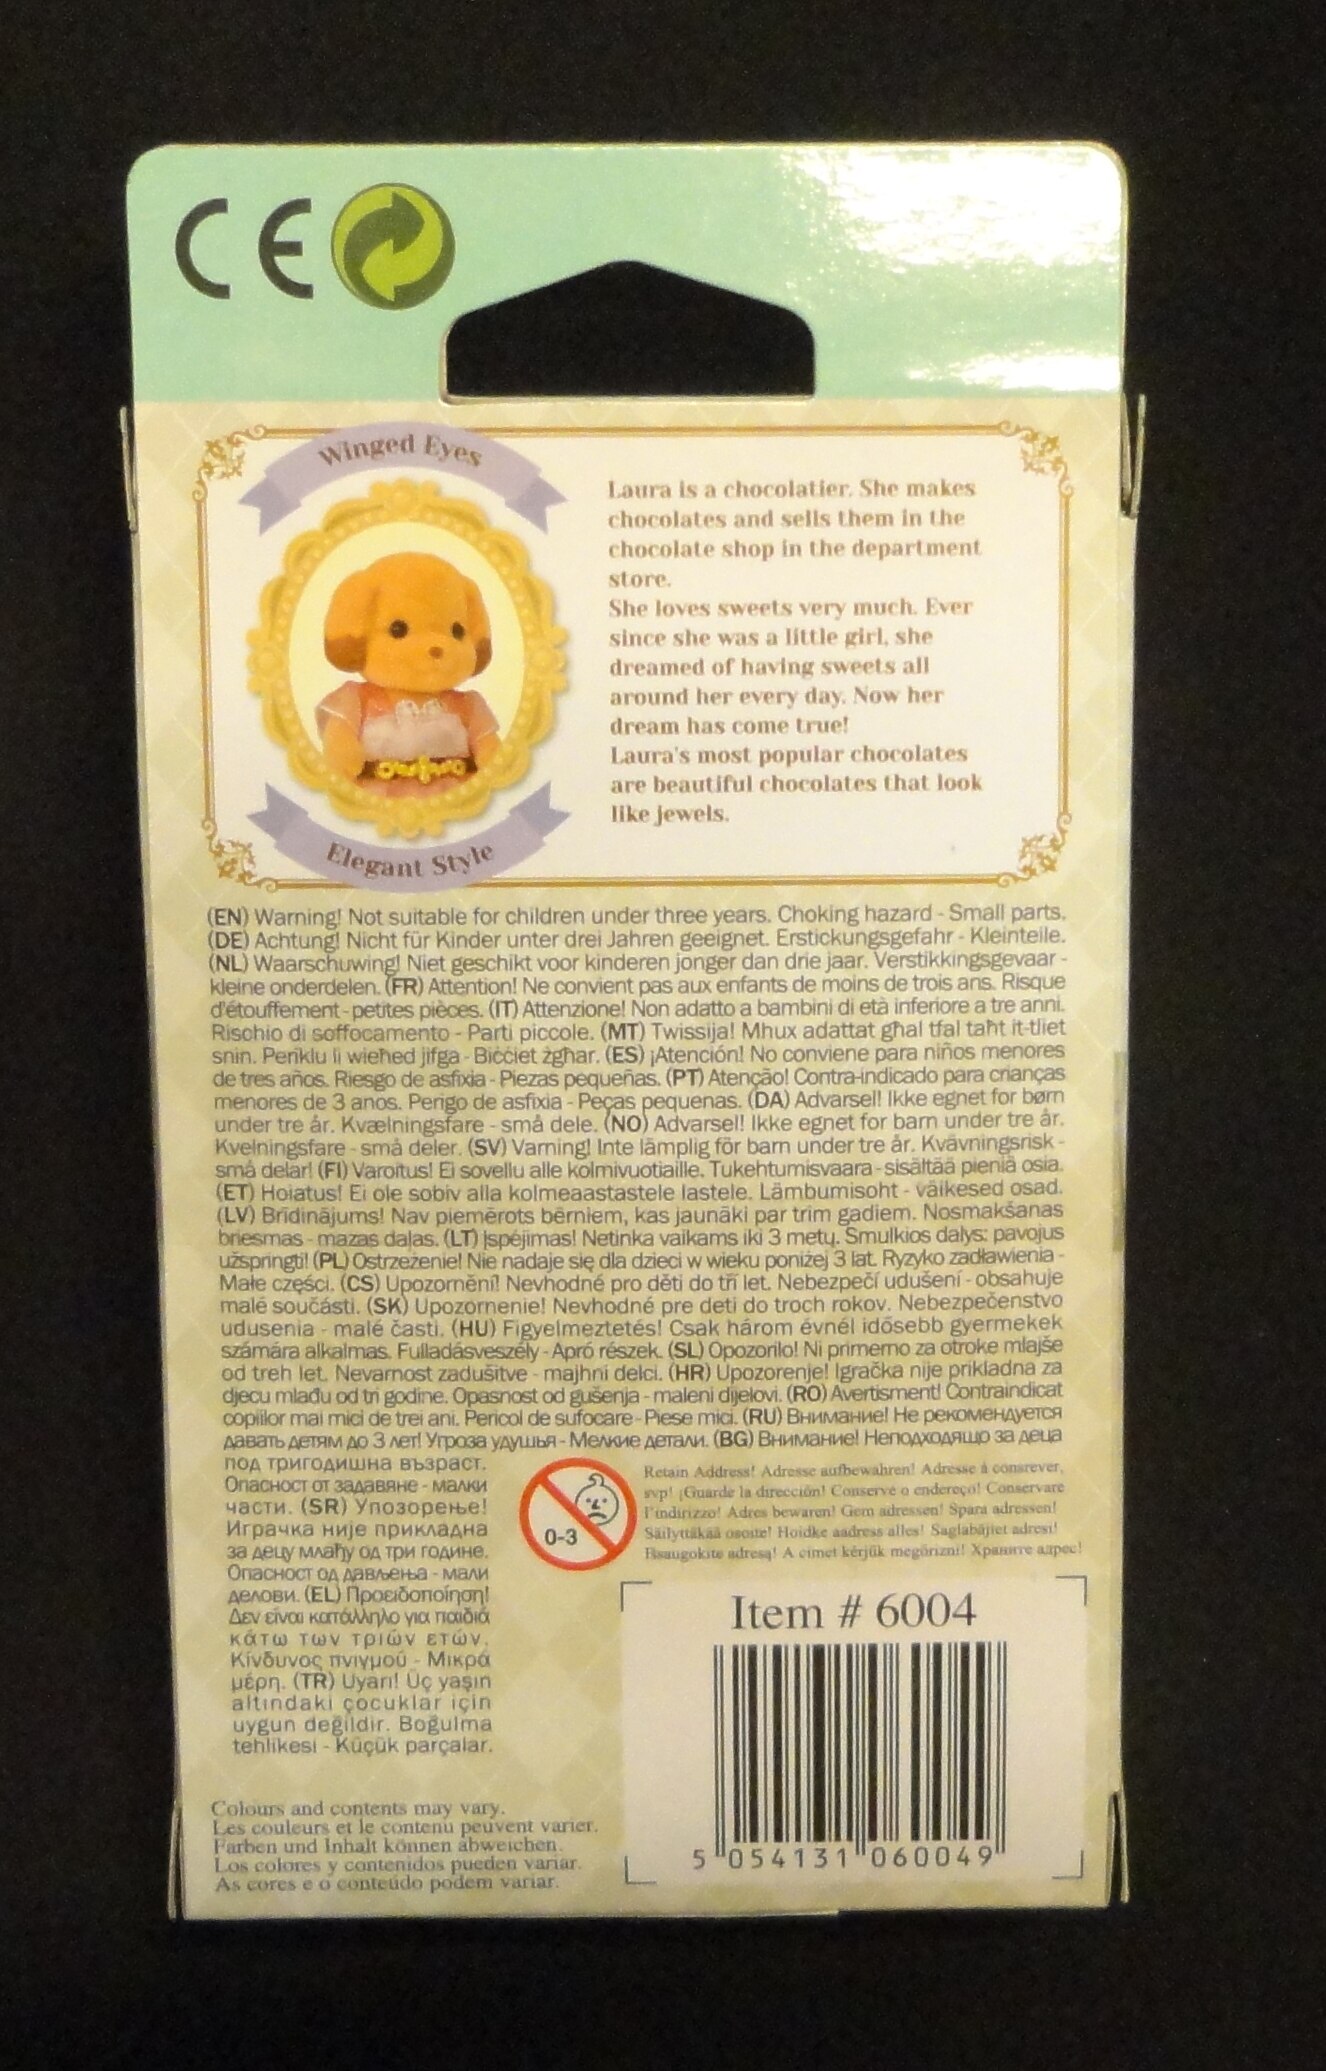 CE
Winged Eyes
Elegant Style
Laura is a chocolatier. She makes
chocolates and sells them in the
chocolate shop in the department
store.
She loves sweets very much. Ever
since she was a little girl, she
dreamed of having sweets all
around her every day. Now her
dream has come true!
Laura's most popular chocolates
are beautiful chocolates that look
like jewels.
(EN) Warning! Not suitable for children under three years. Choking hazard - Small parts.
(DE) Achtung! Nicht für Kinder unter drei Jahren geeignet. Erstickungsgefahr - Kleinteile.
(NL) Waarschuwing! Niet geschikt voor kinderen jonger dan drie jaar. Verstikkingsgevaar -
kleine onderdelen. (FR) Attention! Ne convient pas aux enfants de moins de trois ans. Risque
d'étouffement - petites pièces. (IT) Attenzione! Non adatto a bambini di età inferiore a tre anni.
Rischio di soffocamento - Parti piccole. (MT) Twissija! Mhux adattat għal tfal taħt it-tliet
snin. Periklu li wieħed jifga - Biċċiet żgħar. (ES) ¡Atención! No conviene para niños menores
de tres años. Riesgo de asfixia - Piezas pequeñas. (PT) Atenção! Contra-indicado para crianças
menores de 3 anos. Perigo de asfixia - Peças pequenas. (DA) Advarsel! Ikke egnet for børn
under tre år. Kvælningsfare - små dele. (NO) Advarsel! Ikke egnet for barn under tre år.
Kvelningsfare - små deler. (SV) Varning! Inte lämplig för barn under tre år. Kvävningsrisk -
små delar! (FI) Varoitus! Ei sovellu alle kolmivuotiaille. Tukehtumisvaara - sisältää pieniä osia.
(ET) Hoiatus! Ei ole sobiv alla kolmeaastastele lastele. Lämbumisoht - väikesed osad.
(LV) Brīdinājums! Nav piemērots bērniem, kas jaunāki par trim gadiem. Nosmakšanas
briesmas - mazas daļas. (LT) Įspėjimas! Netinka vaikams iki 3 metų. Smulkios dalys: pavojus
užspringti! (PL) Ostrzeżenie! Nie nadaje się dla dzieci w wieku poniżej 3 lat. Ryzyko zadławienia -
Małe części. (CS) Upozornění! Nevhodné pro děti do tří let. Nebezpečí udušení - obsahuje
malé součásti. (SK) Upozornenie! Nevhodné pre deti do troch rokov. Nebezpečenstvo
udusenia - malé časti. (HU) Figyelmeztetés! Csak három évnél idősebb gyermekek
számára alkalmas. Fulladásveszély - Apró részek. (SL) Opozorilo! Ni primerno za otroke mlajše
od treh let. Nevarnost zadušitve - majhni delci. (HR) Upozorenje! Igračka nije prikladna za
djecu mlađu od tri godine. Opasnost od gušenja - maleni dijelovi. (RO) Avertisment! Contraindicat
copiilor mai mici de trei ani. Pericol de sufocare - Piese mici. (RU) Внимание! Не рекомендуется
давать детям до 3 лет! Угроза удушья - Мелкие детали. (BG) Внимание! Неподходящо за деца
под тригодишна възраст.
Опасност от задавяне - малки
части. (SR) Упозорење!
Играчка није прикладна
за децу млађу од три године.
Опасност од дављења - мали
делови. (EL) Προειδοποίηση!
Δεν είναι κατάλληλο για παιδιά
κάτω των τριών ετών.
Κίνδυνος πνιγμού - Μικρά
μέρη. (TR) Uyarı! Üç yaşın
altındaki çocuklar için
uygun değildir. Boğulma
tehlikesi - Küçük parçalar.
0-3
Retain Address! Adresse aufbewahren! Adresse à consrever,
svp! ¡Guarde la dirección! Conserve o endereço! Conservare
l'indirizzo! Adres bewaren! Gem adressen! Spara adressen!
Säilyttäkää osoite! Hoidke aadress alles! Saglabājiet adresi!
Išsaugokite adresą! A címet kérjük megőrizni! Храните адрес!
Item # 6004
5 054131 060049
Colours and contents may vary.
Les couleurs et le contenu peuvent varier.
Farben und Inhalt können abweichen.
Los colores y contenidos pueden variar.
As cores e o conteúdo podem variar.